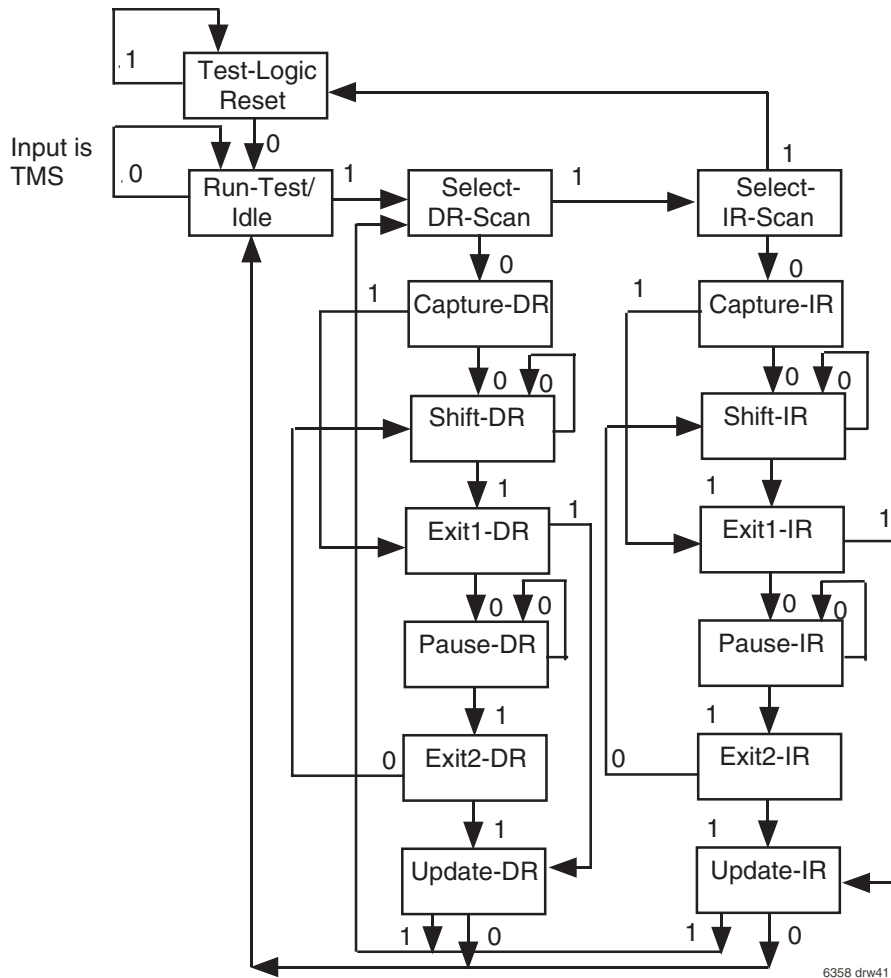 .1
Test-Logic
Reset
0
1
Input is
TMS
.0
Run-Test/
Idle
1
Select-
DR-Scan
1
Select-
IR-Scan
0
0
1
Capture-DR
1
Capture-IR
0
0
0
0
Shift-DR
Shift-IR
1
1
Exit1-DR
1
Exit1-IR
1
0
0
0
0
Pause-DR
Pause-IR
1
1
0
Exit2-DR
0
Exit2-IR
1
1
Update-DR
Update-IR
1
0
1
0
6358 drw41